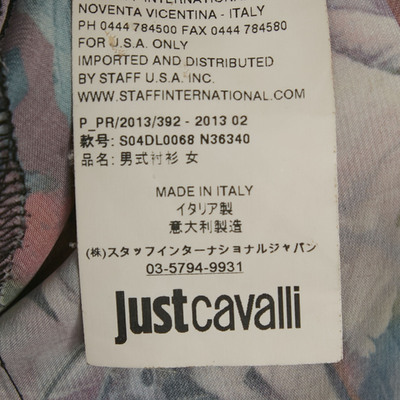 NOVENTA VICENTINA - ITALY
PH 0444 784500 FAX 0444 784580
FOR U.S.A. ONLY
IMPORTED AND DISTRIBUTED
BY STAFF U.S.A. INC.
WWW.STAFFINTERNATIONAL.COM
P_PR/2013/392 - 2013 02
款号: S04DL0068 N36340
品名: 男式衬衫 女
MADE IN ITALY
イタリア製
意大利製造
(株)スタッフインターナショナルジャパン
03-5794-9931
justcavalli